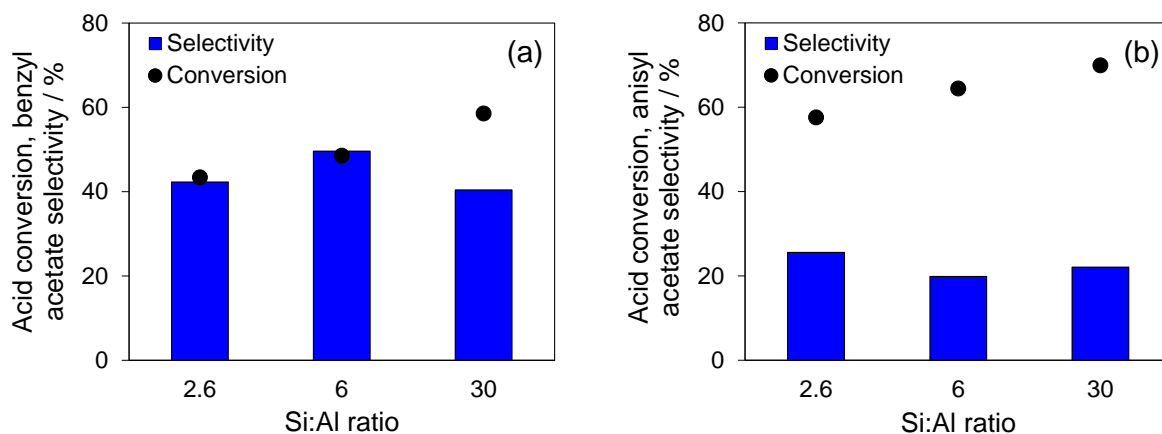 Acid conversion, benzyl
acetate selectivity / %
80
60
40
20
0
Selectivity
Conversion
(a)
2.6
6
30
Si:Al ratio
Acid conversion, anisyl
acetate selectivity / %
80
60
40
20
0
Selectivity
Conversion
(b)
2.6
6
30
Si:Al ratio